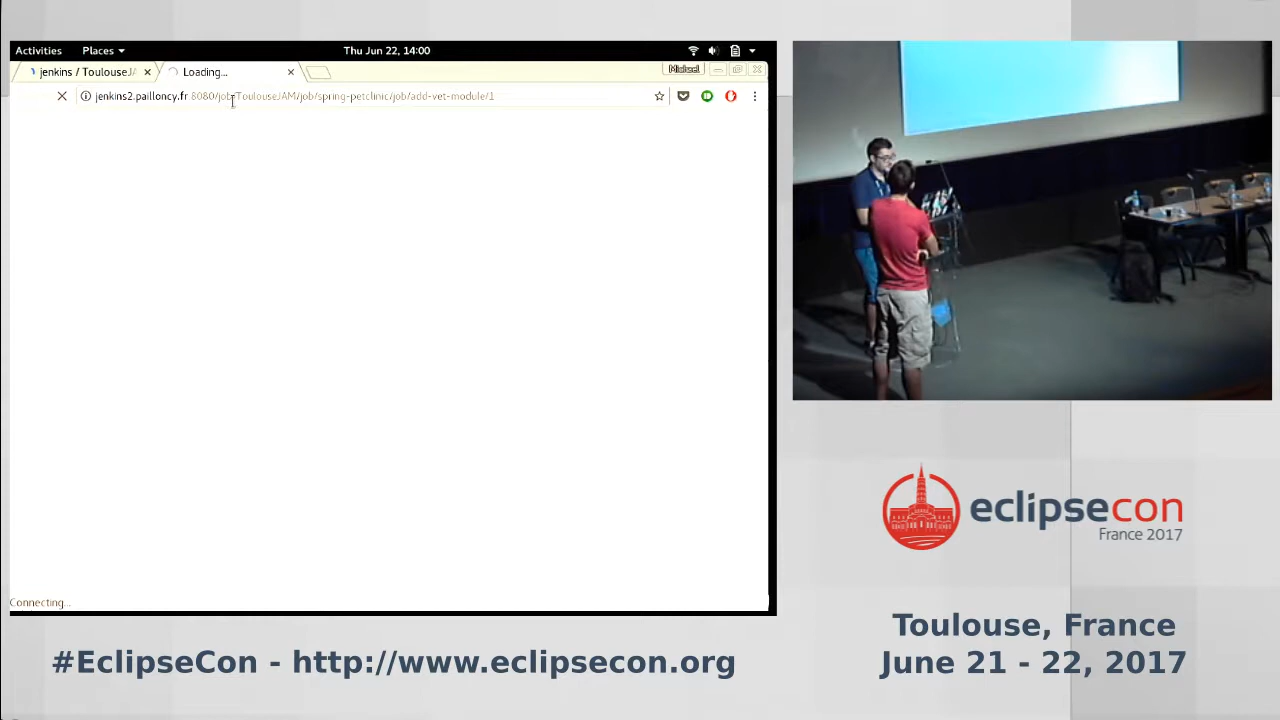 Activities Places Thu Jun 22, 14:00
jenkins / ToulouseJA Loading... Michael
jenkins2.pailloncy.fr:8080/job/ToulouseJAM/job/spring-petclinic/job/add-vet-module/1
Connecting...
eclipsecon
France 2017
Toulouse, France
June 21 - 22, 2017
#EclipseCon - http://www.eclipsecon.org